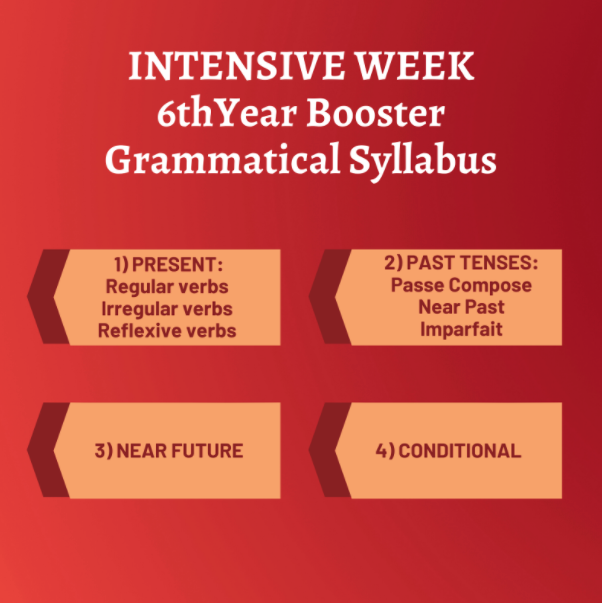 INTENSIVE WEEK
6thYear Booster
Grammatical Syllabus
1) PRESENT:
Regular verbs
Irregular verbs
Reflexive verbs
2) PAST TENSES:
Passe Compose
Near Past
Imparfait
3) NEAR FUTURE
4) CONDITIONAL